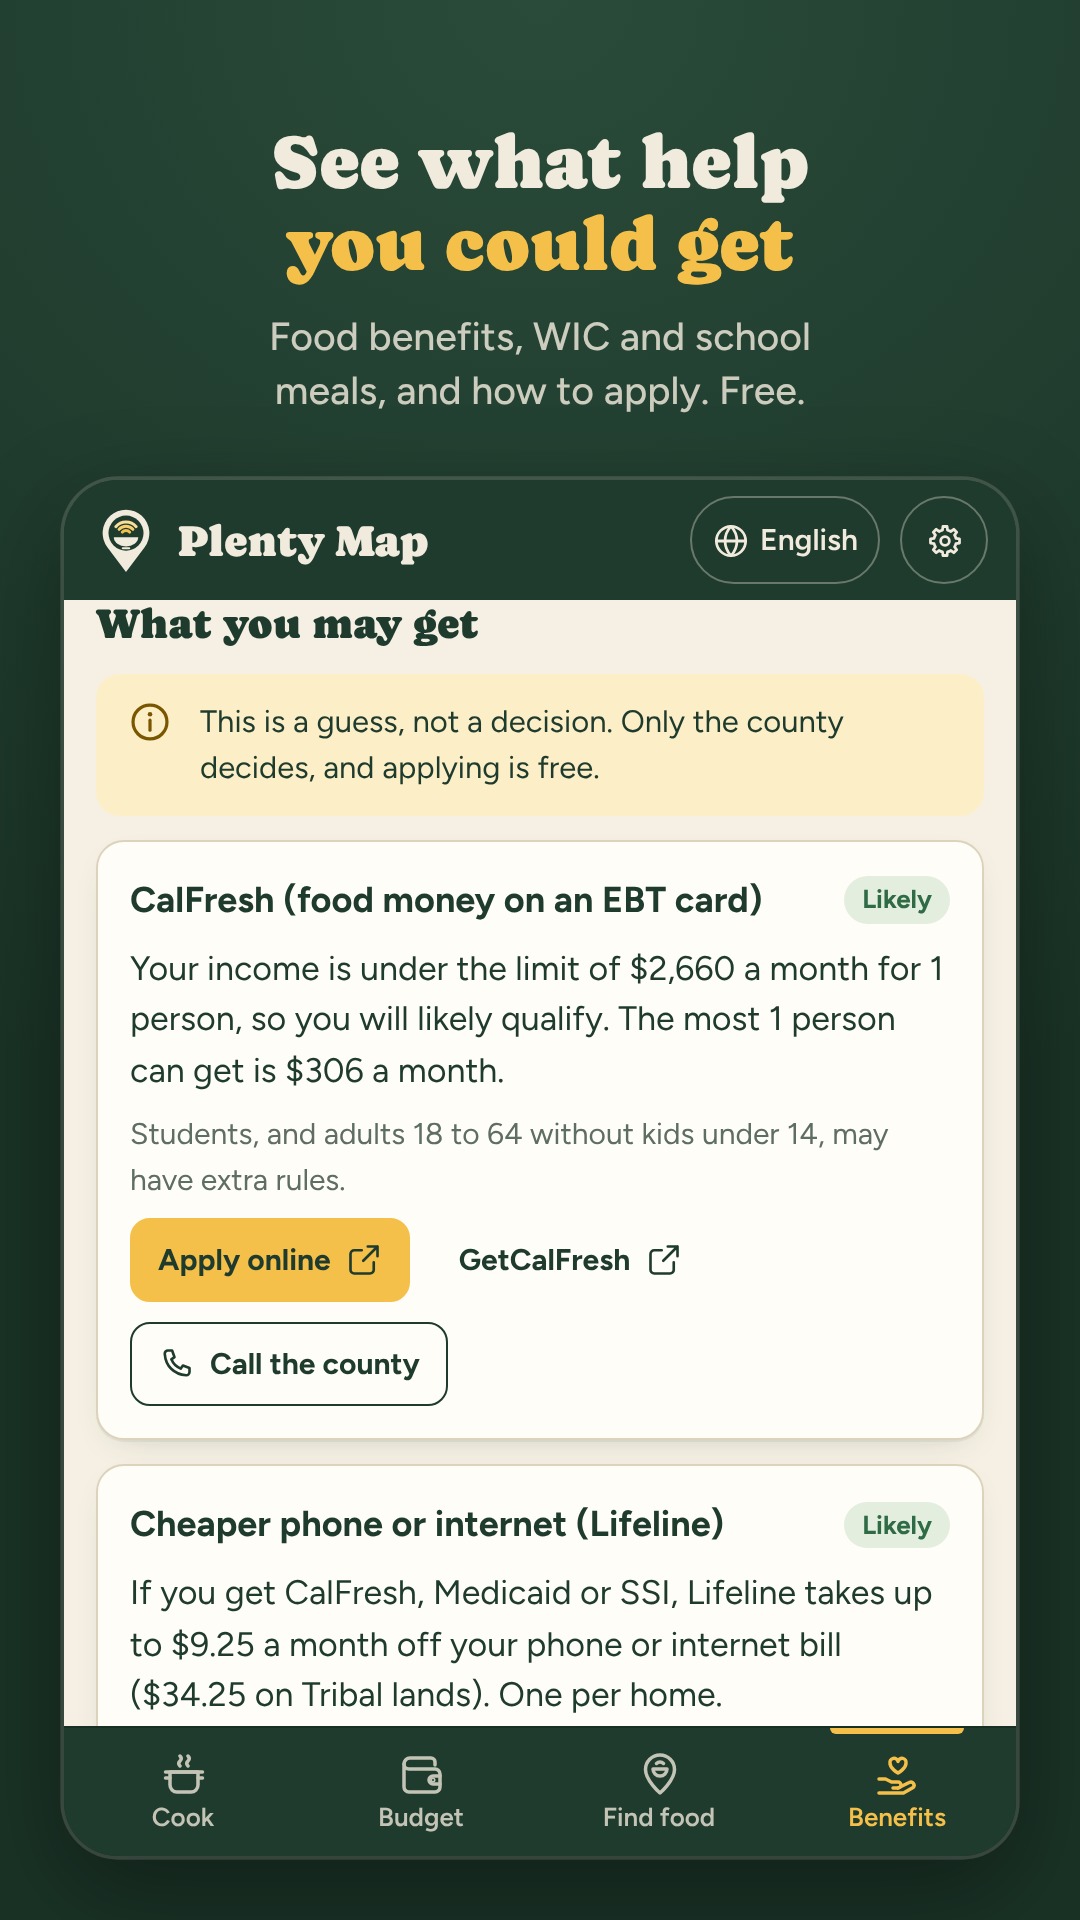 See what help
you could get
Food benefits, WIC and school
meals, and how to apply. Free.
Plenty Map
English
What you may get
This is a guess, not a decision. Only the county
decides, and applying is free.
CalFresh (food money on an EBT card)
Likely
Your income is under the limit of $2,660 a month for 1
person, so you will likely qualify. The most 1 person
can get is $306 a month.
Students, and adults 18 to 64 without kids under 14, may
have extra rules.
Apply online
GetCalFresh
Call the county
Cheaper phone or internet (Lifeline)
Likely
If you get CalFresh, Medicaid or SSI, Lifeline takes up
to $9.25 a month off your phone or internet bill
($34.25 on Tribal lands). One per home.
Cook
Budget
Find food
Benefits